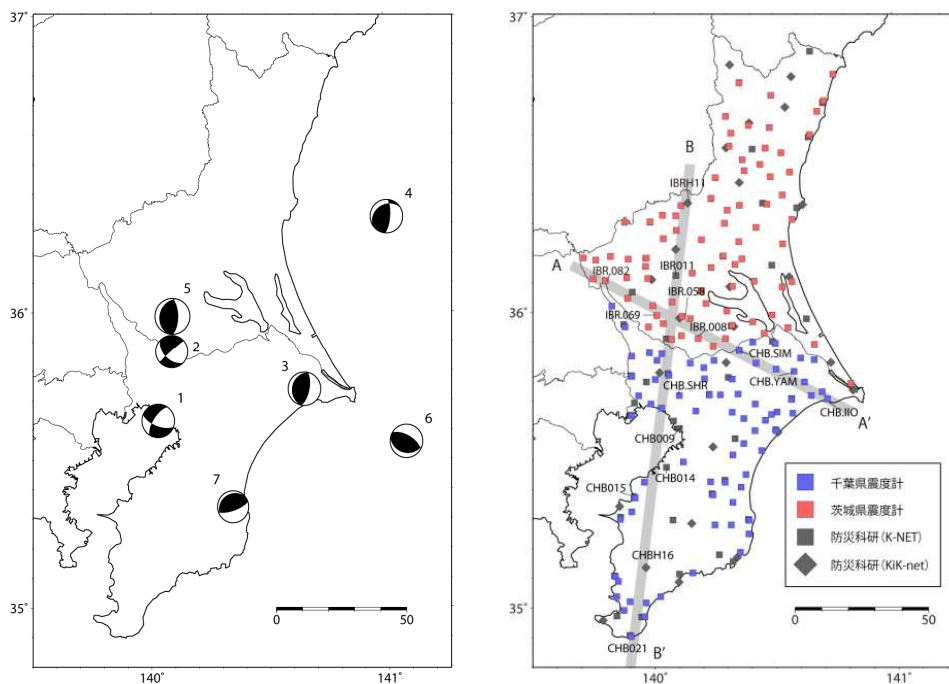 37°
36°
35°
140°
141°
4
5
2
3
1
6
7
0
50
37°
36°
35°
140°
141°
B
IBRH11
A
IBR.082
IBR011
IBR.058
IBR.069
IBR.008
CHB.SIM
CHB.SHR
CHB.YAM
CHB.IIO
A'
CHB009
CHB014
CHB015
CHBH16
CHB021
B'
千葉県震度計
茨城県震度計
防災科研(K-NET)
防災科研(KiK-net)
0
50